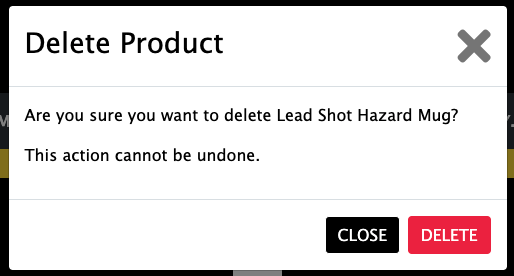 Delete Product
Are you sure you want to delete Lead Shot Hazard Mug?
This action cannot be undone.
CLOSE
DELETE